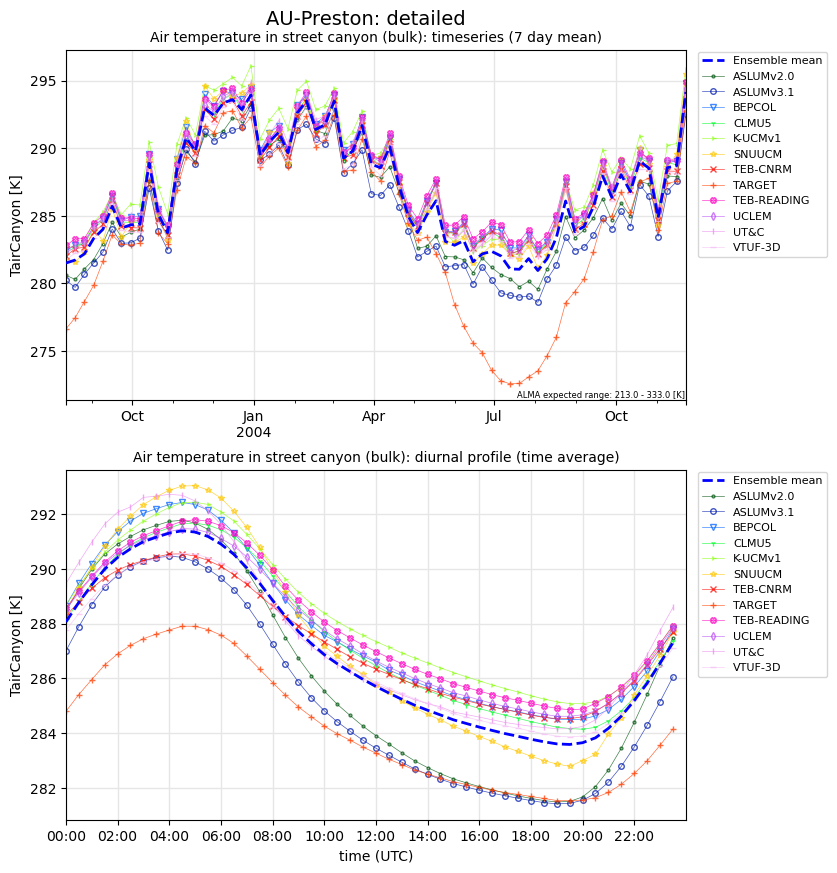 AU-Preston: detailed
Air temperature in street canyon (bulk): timeseries (7 day mean)
TairCanyon [K]
295
290
285
280
275
Oct
Jan
2004
Apr
Jul
Oct
ALMA expected range: 213.0 - 333.0 [K]
Ensemble mean
ASLUMv2.0
ASLUMv3.1
BEPCOL
CLMU5
K-UCMv1
SNUUCM
TEB-CNRM
TARGET
TEB-READING
UCLEM
UT&C
VTUF-3D
Air temperature in street canyon (bulk): diurnal profile (time average)
TairCanyon [K]
292
290
288
286
284
282
00:00
02:00
04:00
06:00
08:00
10:00
12:00
14:00
16:00
18:00
20:00
22:00
time (UTC)
Ensemble mean
ASLUMv2.0
ASLUMv3.1
BEPCOL
CLMU5
K-UCMv1
SNUUCM
TEB-CNRM
TARGET
TEB-READING
UCLEM
UT&C
VTUF-3D